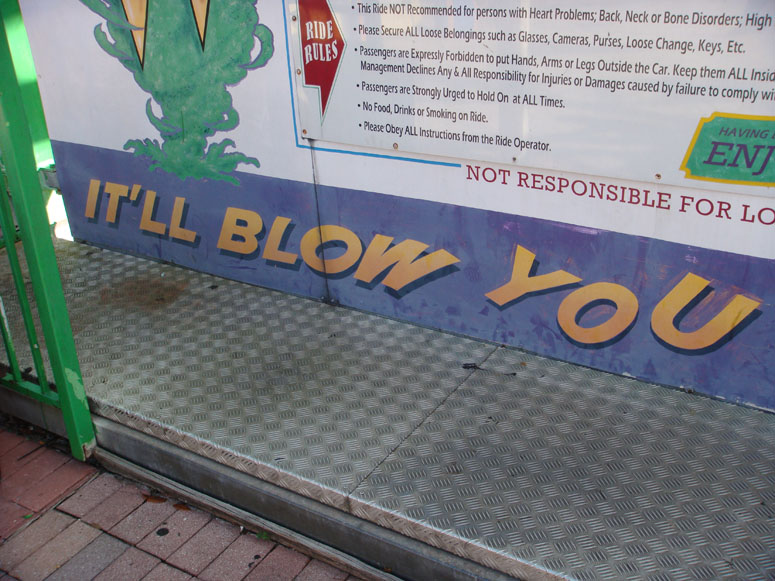 RIDE
RULES
• This Ride NOT Recommended for persons with Heart Problems; Back, Neck or Bone Disorders; High
• Please Secure ALL Loose Belongings such as Glasses, Cameras, Purses, Loose Change, Keys, Etc.
• Passengers are Expressly Forbidden to put Hands, Arms or Legs Outside the Car. Keep them ALL
Management Declines Any & All Responsibility for Injuries or Damages caused by failure to comply
• Passengers are Strongly Urged to Hold On at ALL Times.
• No Food, Drinks or Smoking on Ride.
• Please Obey ALL Instructions from the Ride Operator.
HAVING
ENJ
NOT RESPONSIBLE FOR LO
IT'LL BLOW YOU